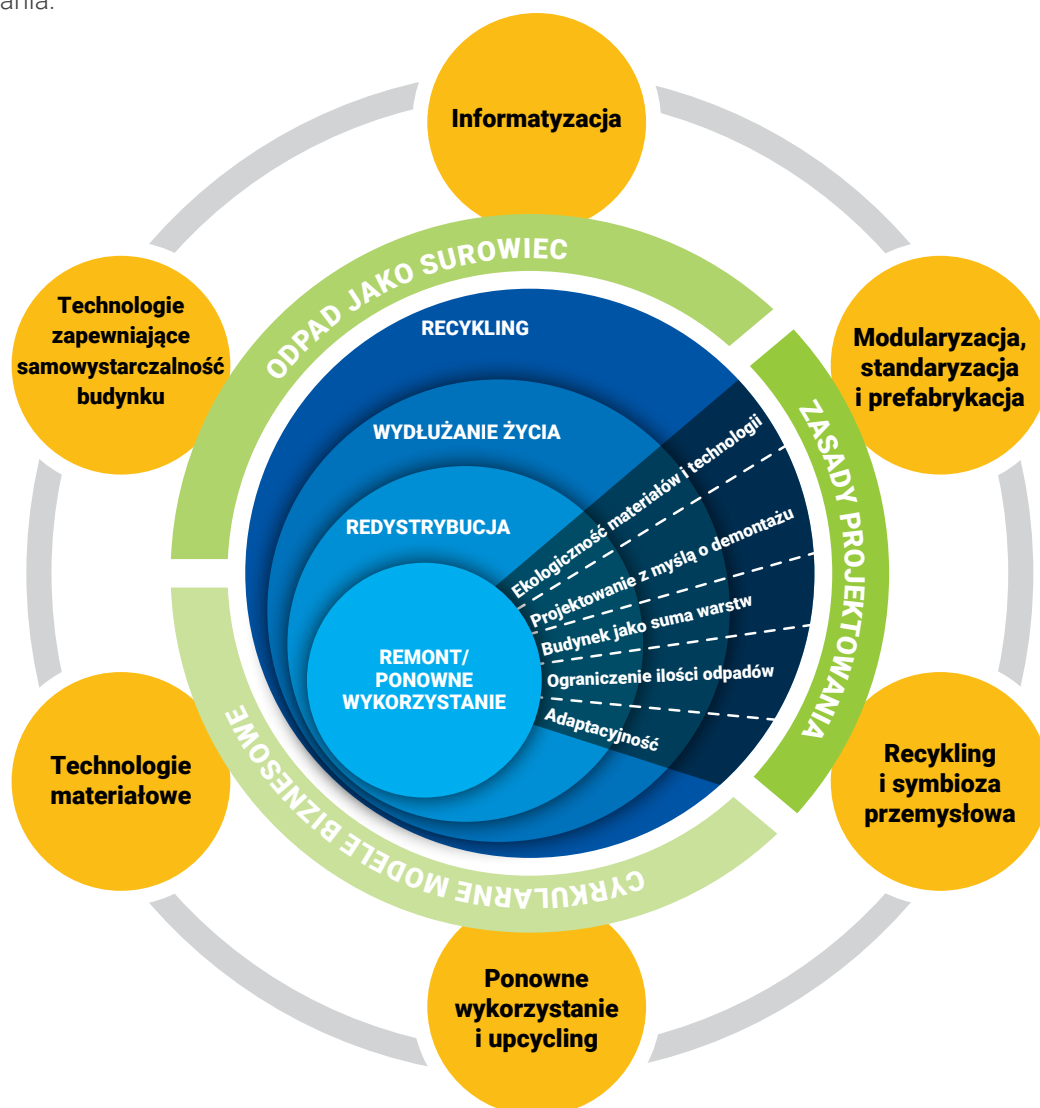 ania.
Informatyzacja
ODPAD JAKO SUROWIEC
Technologie
zapewniające
samowystarczalność
budynku
RECYKLING
Modularyzacja,
standaryzacja
i prefabrykacja
WYDŁUŻANIE ŻYCIA
ZASADY PROJEKTOWANIA
REDYSTRYBUCJA
Ekologiczność materiałów i technologii
Projektowanie z myślą o demontażu
Budynek jako suma warstw
Ograniczenie ilości odpadów
Adaptacyjność
REMONT/
PONOWNE
WYKORZYSTANIE
Technologie
materiałowe
Recykling
i symbioza
przemysłowa
CYRKULARNE MODELE BIZNESOWE
Ponowne
wykorzystanie
i upcycling